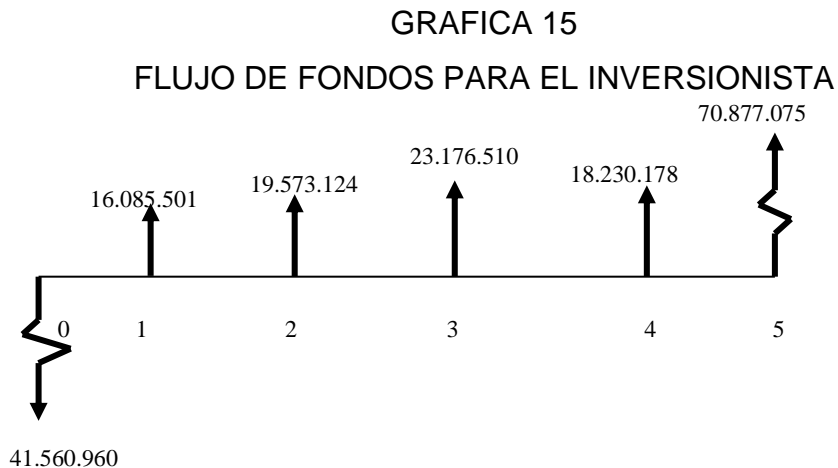 GRAFICA 15
FLUJO DE FONDOS PARA EL INVERSIONISTA
70.877.075
23.176.510
18.230.178
19.573.124
16.085.501
0 1 2 3 4 5
41.560.960